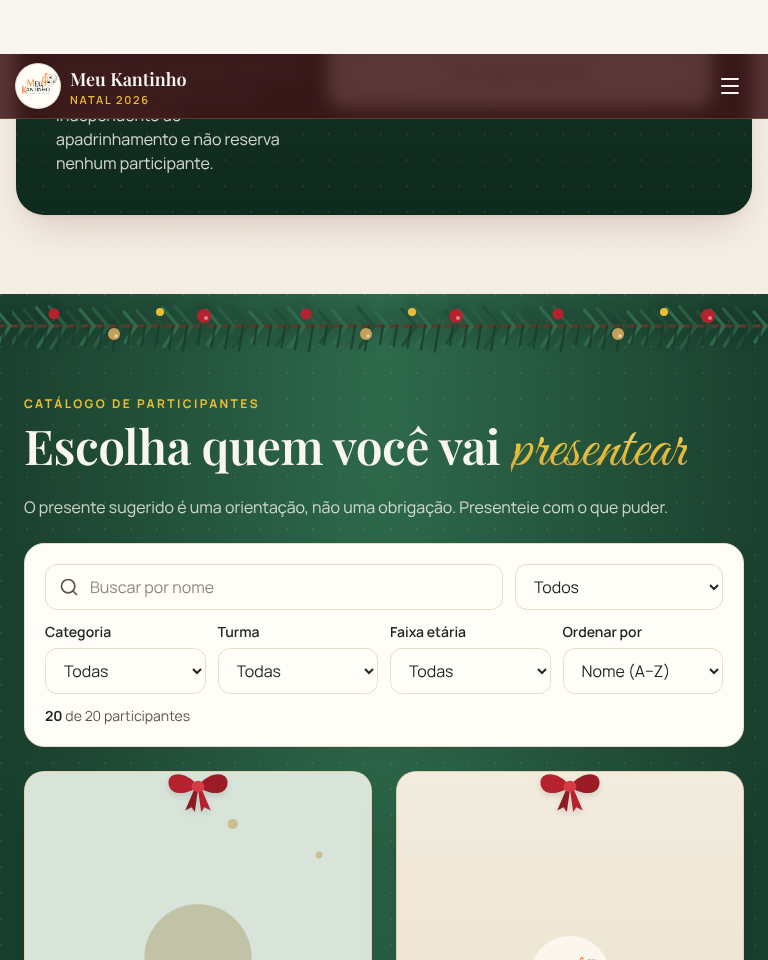 Meu Kantinho
NATAL 2026
independente do
apadrinhamento e não reserva
nenhum participante.
CATÁLOGO DE PARTICIPANTES
Escolha quem você vai presentear
O presente sugerido é uma orientação, não uma obrigação. Presenteie com o que puder.
Buscar por nome
Todos
Categoria Turma Faixa etária Ordenar por
Todas Todas Todas Nome (A–Z)
20 de 20 participantes